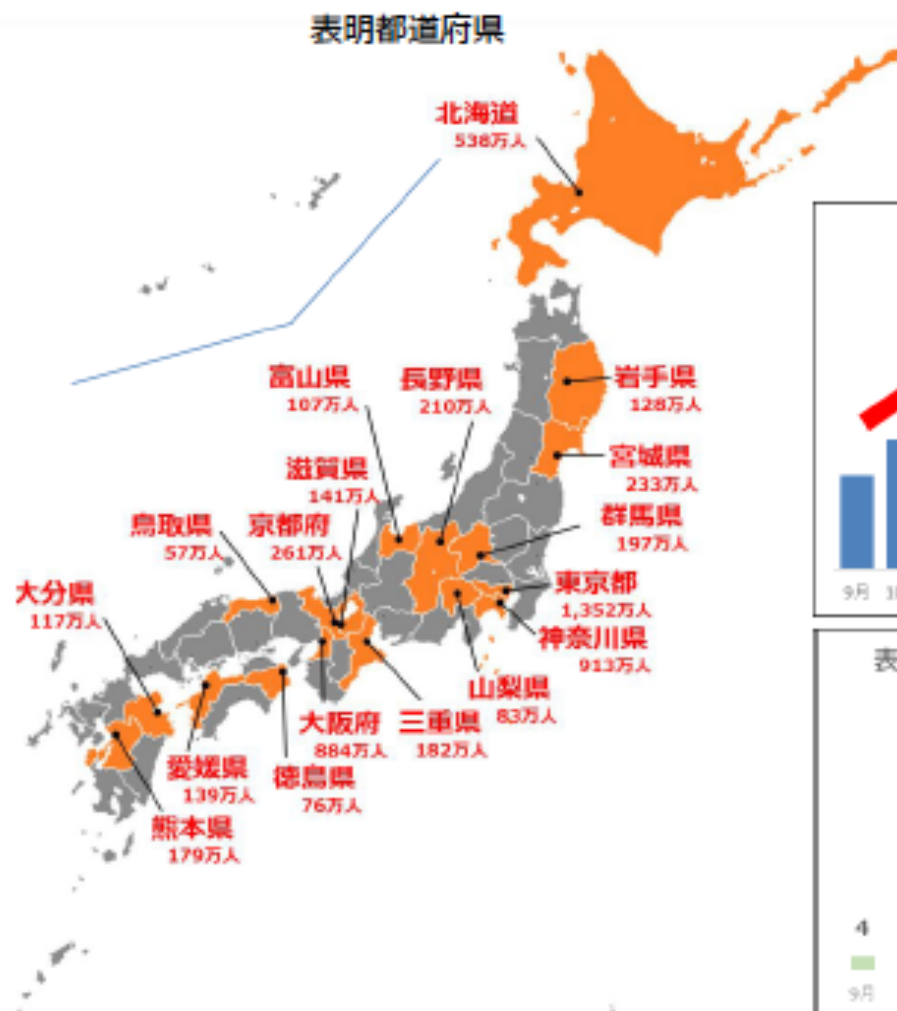 表明都道府県
北海道
538万人
富山県
107万人
長野県
210万人
岩手県
128万人
滋賀県
141万人
宮城県
233万人
鳥取県
57万人
京都府
261万人
群馬県
197万人
大分県
117万人
東京都
1,352万人
神奈川県
913万人
山梨県
83万人
大阪府
884万人
三重県
182万人
愛媛県
139万人
徳島県
76万人
熊本県
179万人
9月
表
4
9月